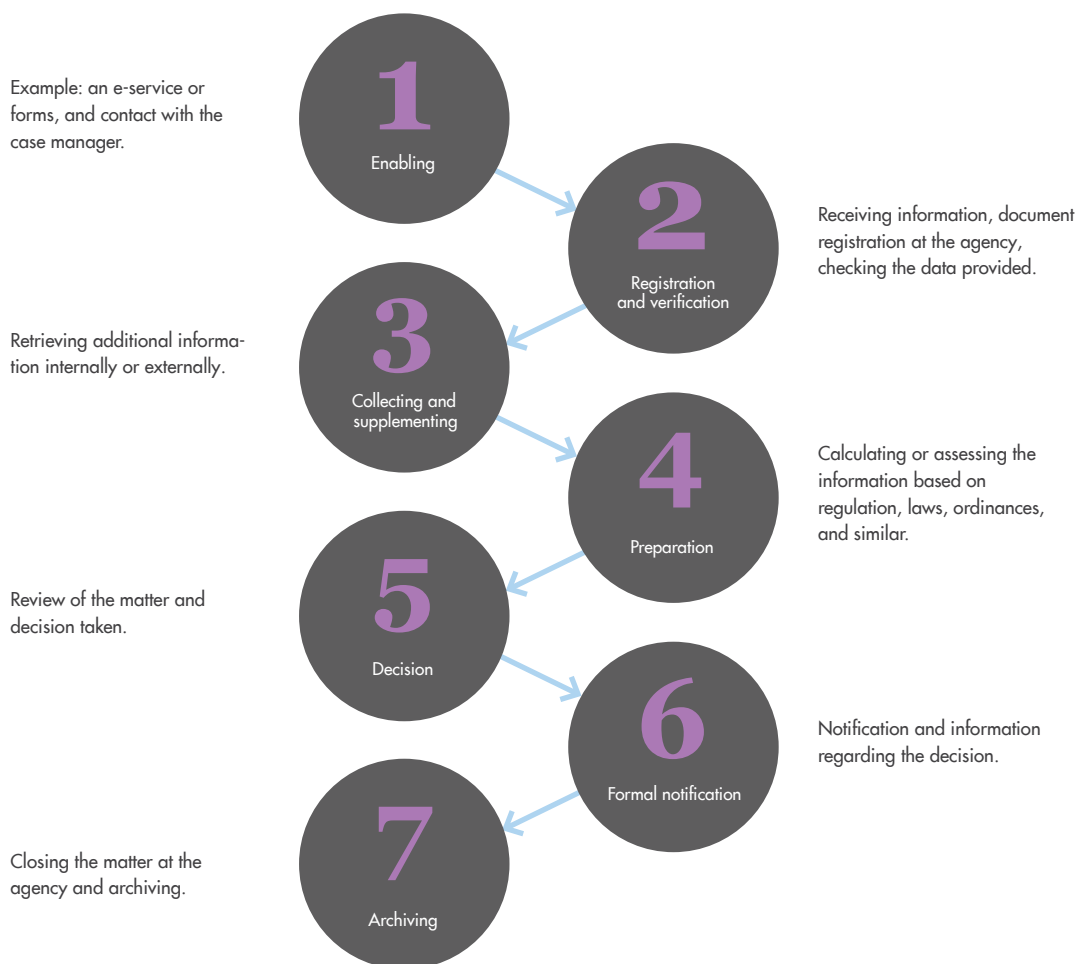 Example: an e-service or
forms, and contact with the
case manager.
1
Enabling
2
Registration
and verification
Receiving information, document
registration at the agency,
checking the data provided.
Retrieving additional informa-
tion internally or externally.
3
Collecting and
supplementing
4
Preparation
Calculating or assessing the
information based on
regulation, laws, ordinances,
and similar.
Review of the matter and
decision taken.
5
Decision
6
Formal notification
Notification and information
regarding the decision.
Closing the matter at the
agency and archiving.
7
Archiving